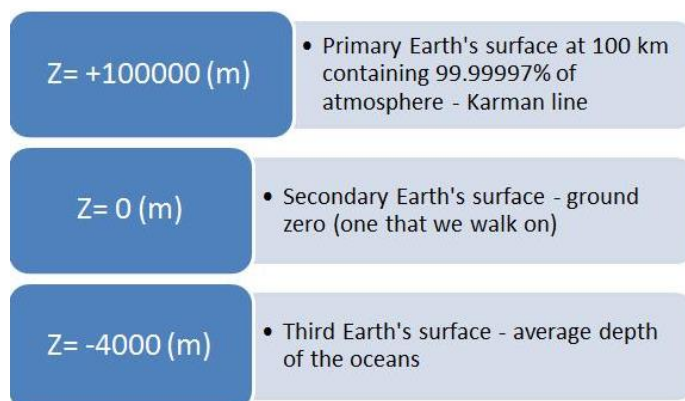 Z= +100000 (m)
• Primary Earth's surface at 100 km
containing 99.99997% of
atmosphere - Karman line
Z= 0 (m)
• Secondary Earth's surface - ground
zero (one that we walk on)
Z= -4000 (m)
• Third Earth's surface - average depth
of the oceans